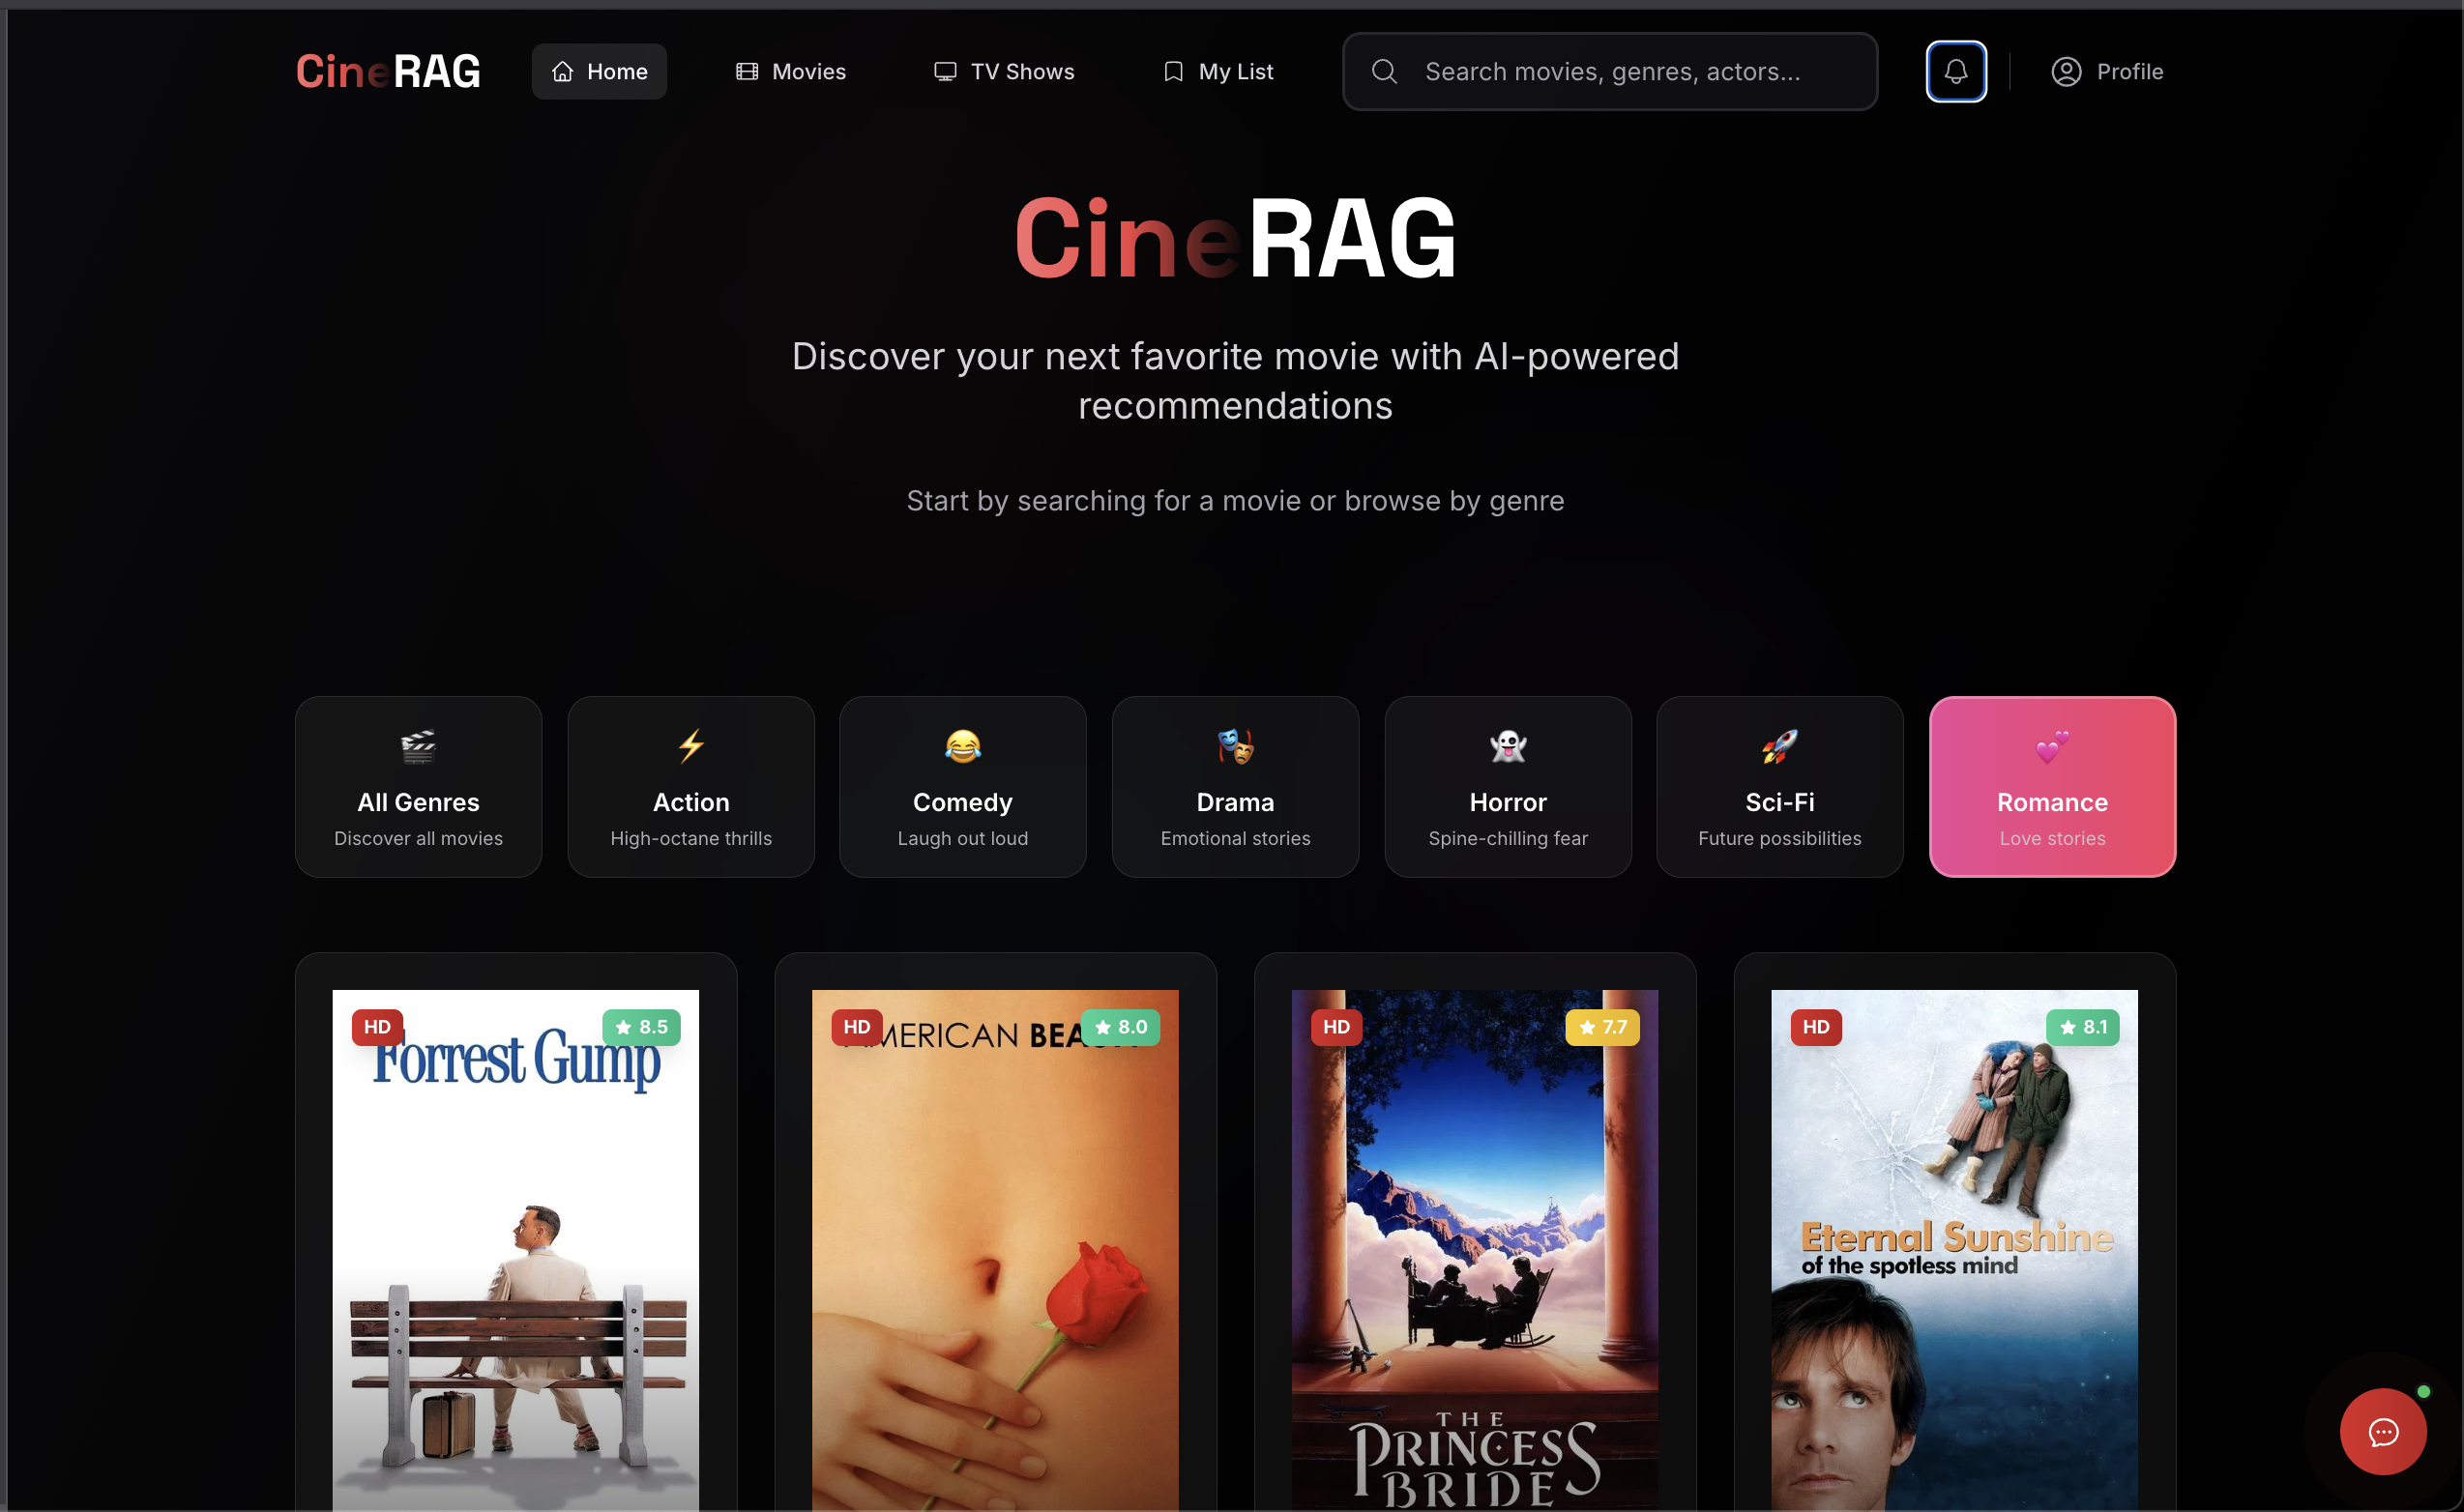 CineRAG
Home
Movies
TV Shows
My List
Search movies, genres, actors...
Profile
CineRAG
Discover your next favorite movie with AI-powered
recommendations
Start by searching for a movie or browse by genre
All Genres
Discover all movies
Action
High-octane thrills
Comedy
Laugh out loud
Drama
Emotional stories
Horror
Spine-chilling fear
Sci-Fi
Future possibilities
Romance
Love stories
HD
8.5
Forrest Gump
HD
8.0
MERICAN BEA
HD
7.7
THE
PRINCESS
BRIDE
HD
8.1
Eternal Sunshine
of the spotless mind